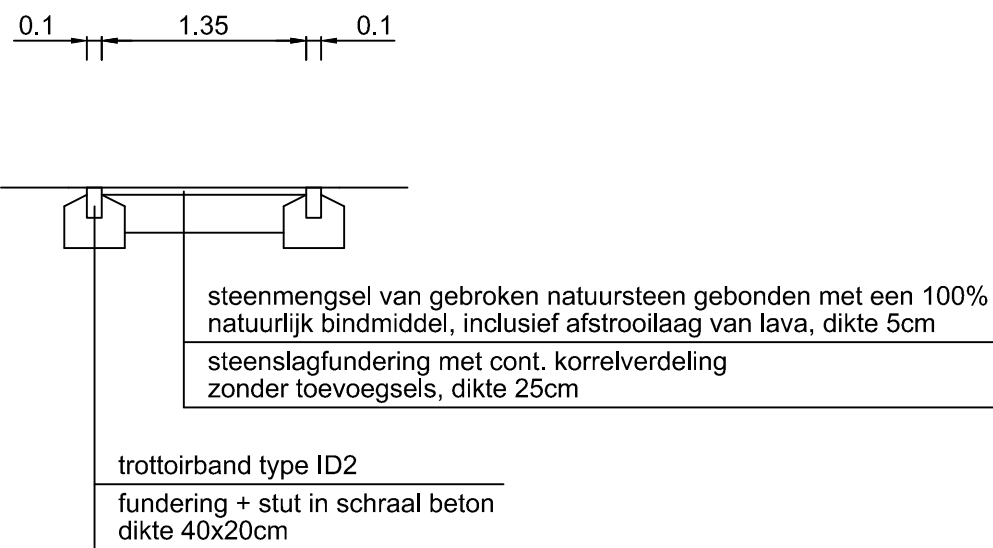 0.1 1.35 0.1
steenmengsel van gebroken natuursteen gebonden met een 100%
natuurlijk bindmiddel, inclusief afstrooilaag van lava, dikte 5cm
steenslagfundering met cont. korrelverdeling
zonder toevoegsels, dikte 25cm
trottoirband type ID2
fundering + stut in schraal beton
dikte 40x20cm